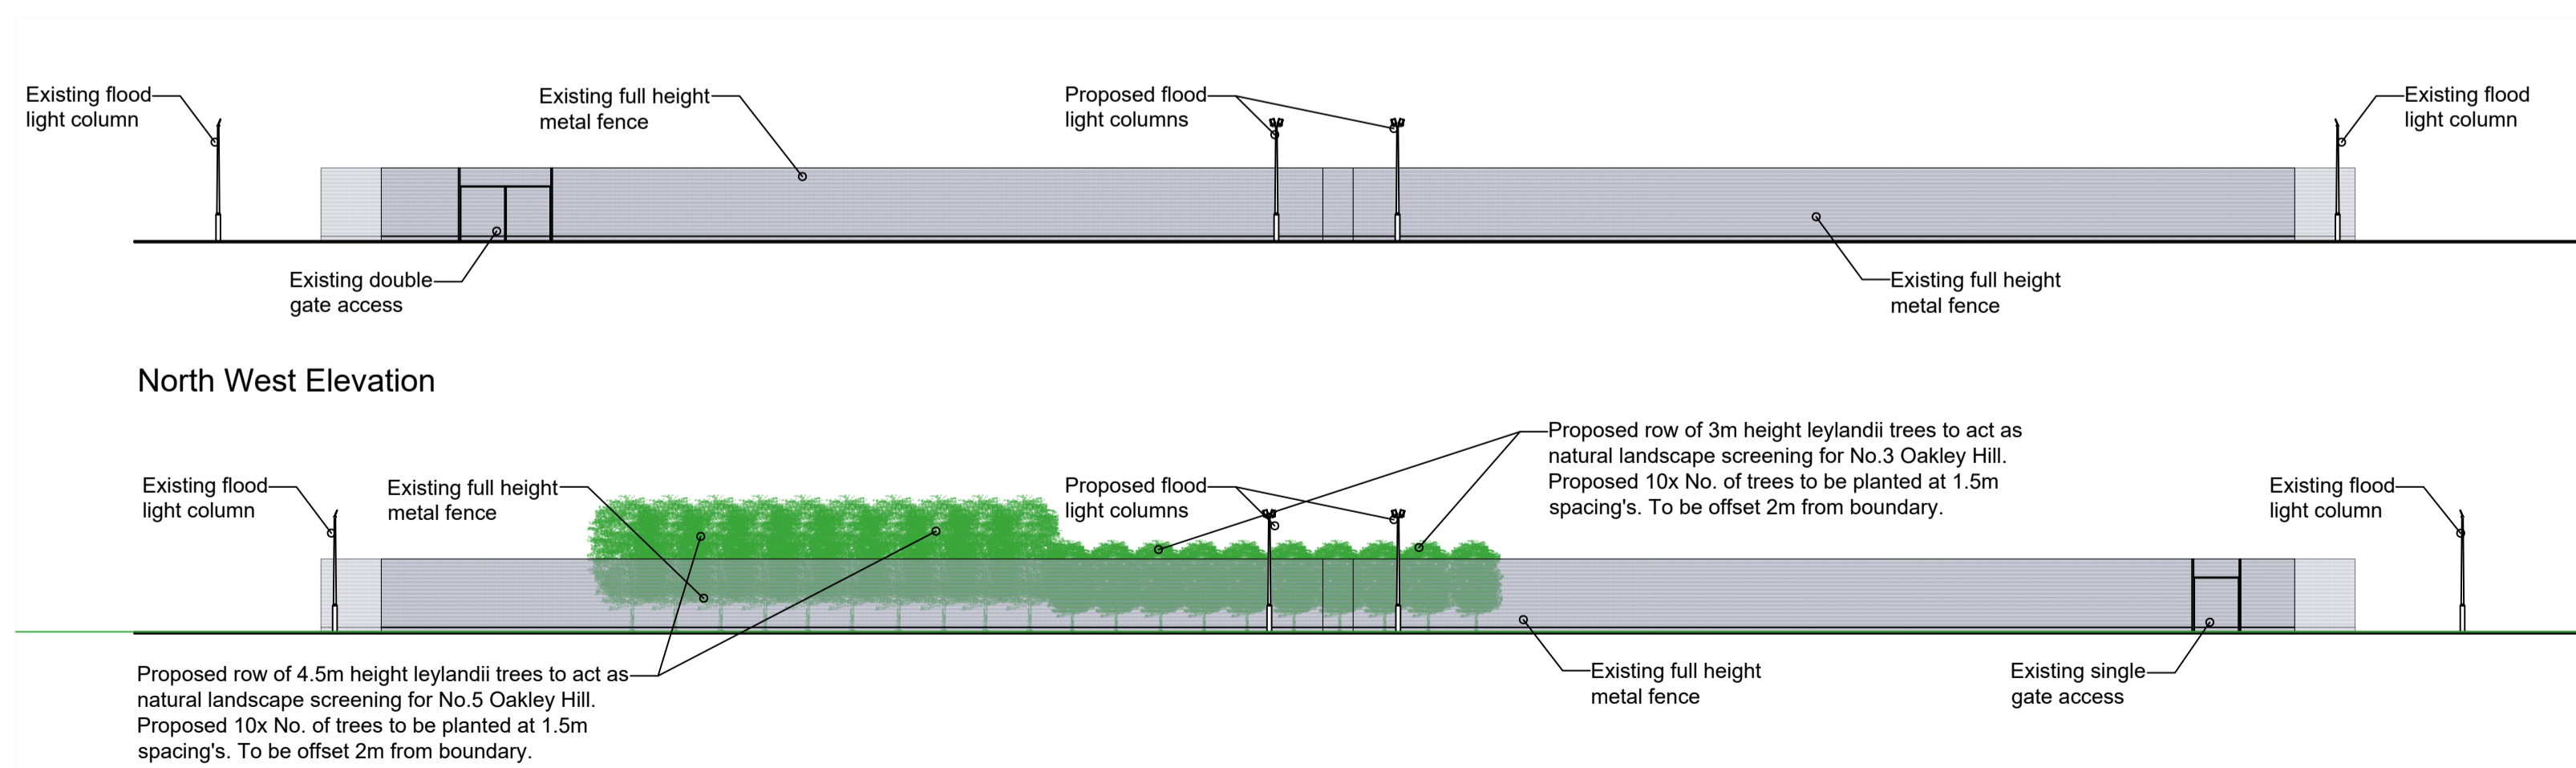 Existing flood
light column
Existing full height
metal fence
Proposed flood
light columns
Existing flood
light column
Existing double
gate access
Existing full height
metal fence
North West Elevation
Existing flood
light column
Existing full height
metal fence
Proposed flood
light columns
Proposed row of 3m height leylandii trees to act as
natural landscape screening for No.3 Oakley Hill.
Proposed 10x No. of trees to be planted at 1.5m
spacing's. To be offset 2m from boundary.
Existing flood
light column
Proposed row of 4.5m height leylandii trees to act as
natural landscape screening for No.5 Oakley Hill.
Proposed 10x No. of trees to be planted at 1.5m
spacing's. To be offset 2m from boundary.
Existing full height
metal fence
Existing single
gate access